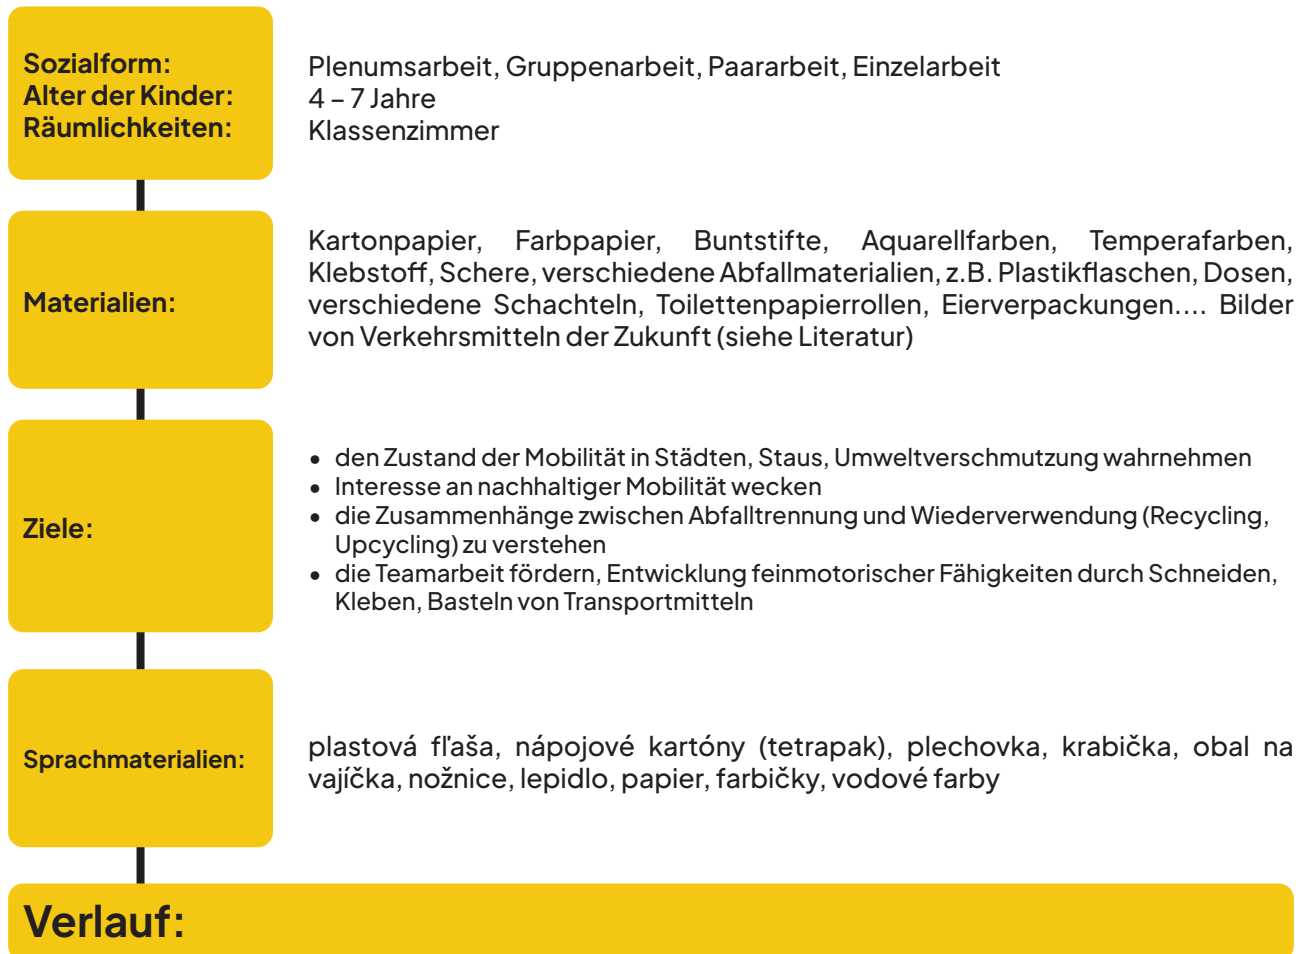 Sozialform:
Alter der Kinder:
Räumlichkeiten:
Plenumsarbeit, Gruppenarbeit, Paararbeit, Einzelarbeit
4 – 7 Jahre
Klassenzimmer
Materialien:
Kartonpapier, Farbpapier, Buntstifte, Aquarellfarben, Temperafarben,
Klebstoff, Schere, verschiedene Abfallmaterialien, z.B. Plastikflaschen, Dosen,
verschiedene Schachteln, Toilettenpapierrollen, Eierverpackungen.... Bilder
von Verkehrsmitteln der Zukunft (siehe Literatur)
Ziele:
• den Zustand der Mobilität in Städten, Staus, Umweltverschmutzung wahrnehmen
• Interesse an nachhaltiger Mobilität wecken
• die Zusammenhänge zwischen Abfalltrennung und Wiederverwendung (Recycling,
Upcycling) zu verstehen
• die Teamarbeit fördern, Entwicklung feinmotorischer Fähigkeiten durch Schneiden,
Kleben, Basteln von Transportmitteln
Sprachmaterialien:
plastová fľaša, nápojové kartóny (tetrapak), plechovka, krabička, obal na
vajíčka, nožnice, lepidlo, papier, farbičky, vodové farby
Verlauf: